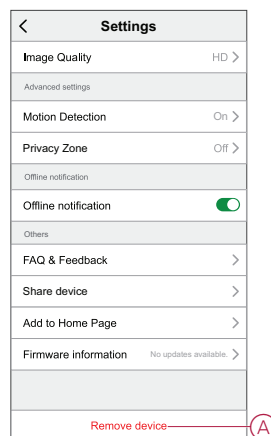 Settings
Image Quality HD
Advanced settings
Motion Detection On
Privacy Zone Off
Offline notification
Offline notification
Others
FAQ & Feedback
Share device
Add to Home Page
Firmware information No updates available.
Remove device A